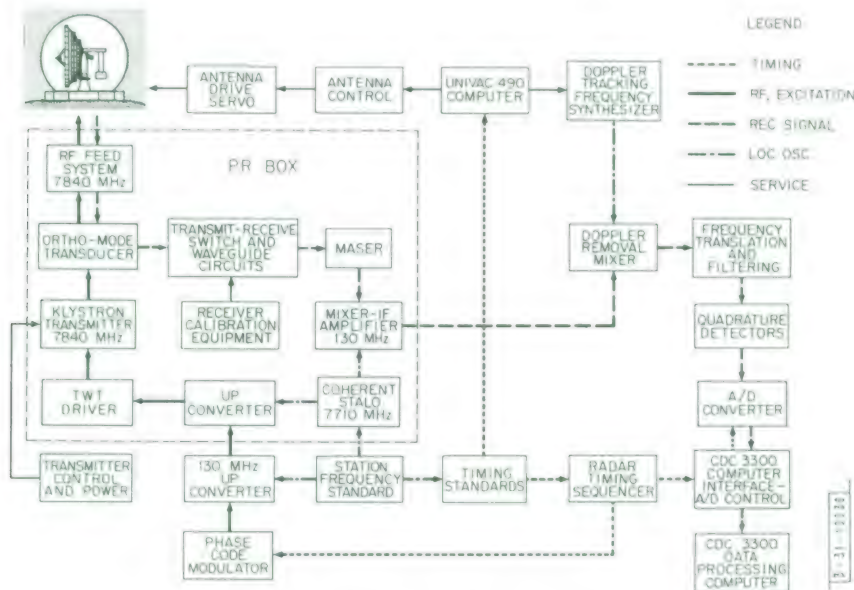 LEGEND
TIMING
RF, EXCITATION
REC SIGNAL
LOC OSC
SERVICE
ANTENNA
DRIVE
SERVO
ANTENNA
CONTROL
UNIVAC 490
COMPUTER
DOPPLER
TRACKING
FREQUENCY
SYNTHESIZER
PR BOX
RF FEED
SYSTEM
7840 MHz
ORTHO-MODE
TRANSDUCER
TRANSMIT-RECEIVE
SWITCH AND
WAVEGUIDE
CIRCUITS
MASER
DOPPLER
REMOVAL
MIXER
FREQUENCY
TRANSLATION
AND
FILTERING
KLYSTRON
TRANSMITTER
7840 MHz
RECEIVER
CALIBRATION
EQUIPMENT
MIXER-IF
AMPLIFIER
130 MHz
QUADRATURE
DETECTORS
TWT
DRIVER
UP
CONVERTER
COHERENT
STALO
7710 MHz
A/D
CONVERTER
TRANSMITTER
CONTROL
AND POWER
130 MHz
UP
CONVERTER
STATION
FREQUENCY
STANDARD
TIMING
STANDARDS
RADAR
TIMING
SEQUENCER
CDC 3300
COMPUTER
INTERFACE-
A/D CONTROL
PHASE
CODE
MODULATOR
CDC 3300
DATA
PROCESSING
COMPUTER